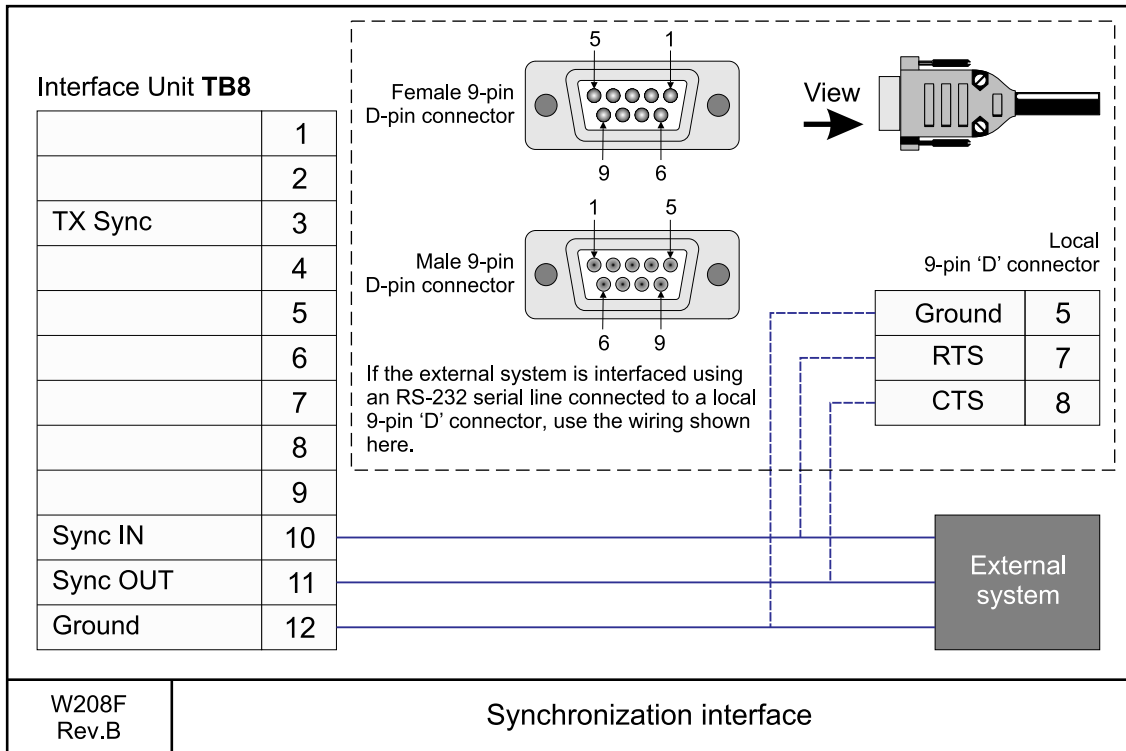 Interface Unit TB8
1
2
TX Sync 3
4
5
6
7
8
9
Sync IN 10
Sync OUT 11
Ground 12
5 1
Female 9-pin
D-pin connector
9 6
View
1 5
Male 9-pin
D-pin connector
6 9
If the external system is interfaced using
an RS-232 serial line connected to a local
9-pin ‘D’ connector, use the wiring shown
here.
Local
9-pin ‘D’ connector
Ground 5
RTS 7
CTS 8
External
system
W208F
Rev.B
Synchronization interface